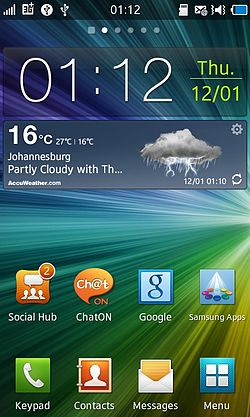 01:12
01:12
Thu.
12/01
16°C 27°C | 16°C
Johannesburg
Partly Cloudy with Th...
AccuWeather.com 12/01 01:10
2
Ch@t
ON
g
Social Hub ChatON Google Samsung Apps
Keypad Contacts Messages Menu